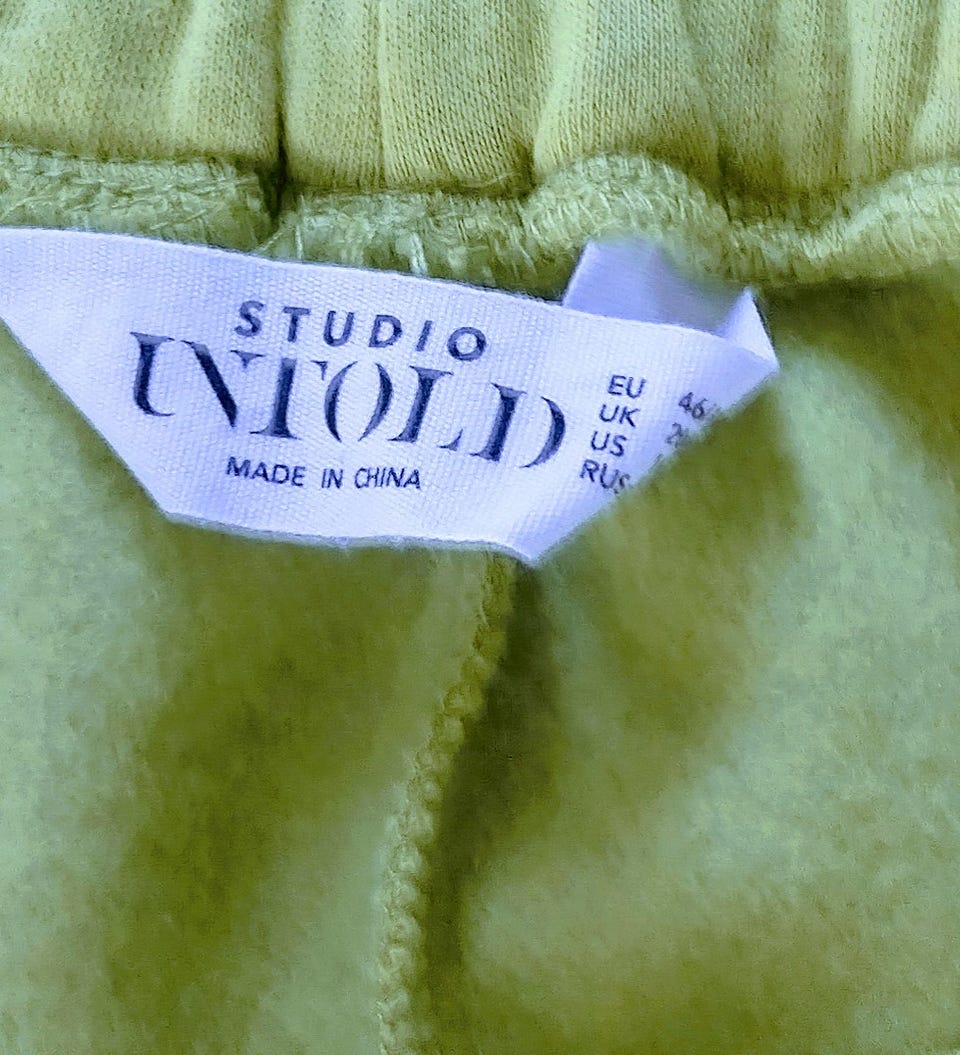 STUDIO
UNTOLD
MADE IN CHINA
EU 46
UK
US
RUS